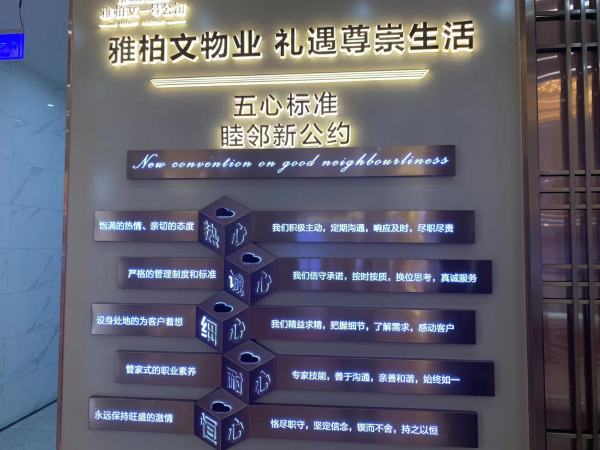 雅柏文一号公馆
雅柏文物业 礼遇尊崇生活
五心标准
睦邻新公约
New convention on good neighbourliness
饱满的热情、亲切的态度 热心 我们积极主动，定期沟通，响应及时，尽职尽责
严格的管理制度和标准 诚心 我们信守承诺，按时按质，换位思考，真诚服务
设身处地的为客户着想 细心 我们精益求精，把握细节，了解需求，感动客户
管家式的职业素养 耐心 专家技能，善于沟通，亲善和谐，始终如一
永远保持旺盛的激情 恒心 恪尽职守，坚定信念，锲而不舍，持之以恒